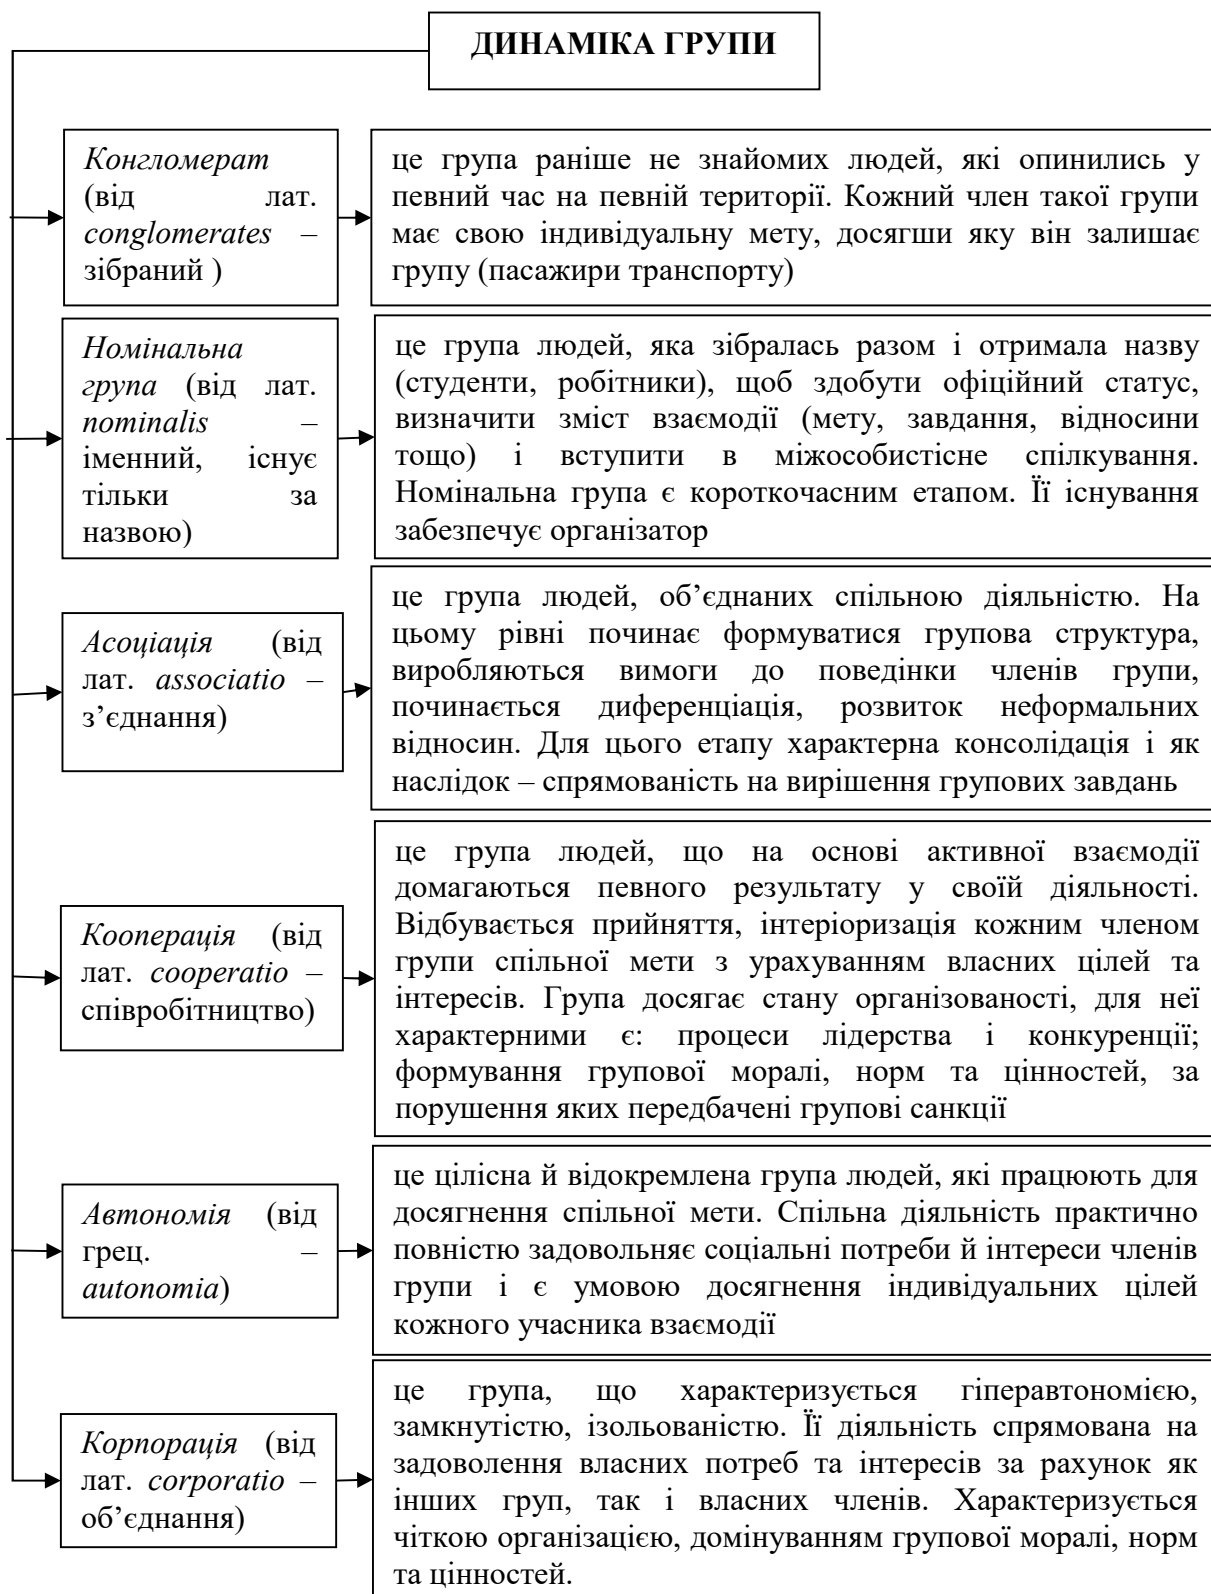 ДИНАМІКА ГРУПИ
Конгломерат
(від лат.
conglomerates –
зібраний )
це група раніше не знайомих людей, які опинились у
певний час на певній території. Кожний член такої групи
має свою індивідуальну мету, досягши яку він залишає
групу (пасажири транспорту)
Номінальна
група (від лат.
nominalis –
іменний, існує
тільки за
назвою)
це група людей, яка зібралась разом і отримала назву
(студенти, робітники), щоб здобути офіційний статус,
визначити зміст взаємодії (мету, завдання, відносини
тощо) і вступити в міжособистісне спілкування.
Номінальна група є короткочасним етапом. Її існування
забезпечує організатор
Асоціація (від
лат. associatio –
з’єднання)
це група людей, об’єднаних спільною діяльністю. На
цьому рівні починає формуватися групова структура,
виробляються вимоги до поведінки членів групи,
починається диференціація, розвиток неформальних
відносин. Для цього етапу характерна консолідація і як
наслідок – спрямованість на вирішення групових завдань
Кооперація (від
лат. cooperatio –
співробітництво)
це група людей, що на основі активної взаємодії
домагаються певного результату у своїй діяльності.
Відбувається прийняття, інтеріоризація кожним членом
групи спільної мети з урахуванням власних цілей та
інтересів. Група досягає стану організованості, для неї
характерними є: процеси лідерства і конкуренції;
формування групової моралі, норм та цінностей, за
порушення яких передбачені групові санкції
Автономія (від
грец. –
autonomia)
це цілісна й відокремлена група людей, які працюють для
досягнення спільної мети. Спільна діяльність практично
повністю задовольняє соціальні потреби й інтереси членів
групи і є умовою досягнення індивідуальних цілей
кожного учасника взаємодії
Корпорація (від
лат. corporatio –
об’єднання)
це група, що характеризується гіперавтономією,
замкнутістю, ізольованістю. Її діяльність спрямована на
задоволення власних потреб та інтересів за рахунок як
інших груп, так і власних членів. Характеризується
чіткою організацією, домінуванням групової моралі, норм
та цінностей.